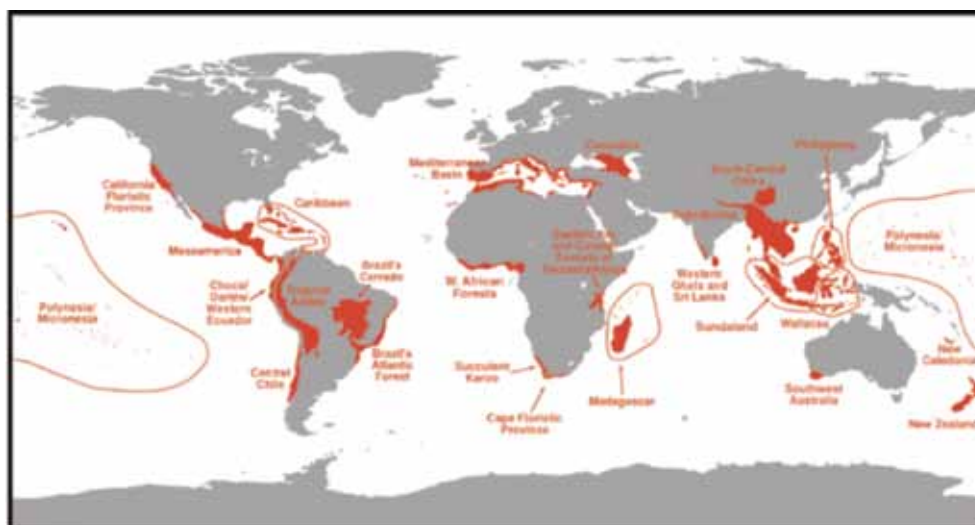 California
Floristic
Province
Caribbean
Mesoamerica
Polynesia/
Micronesia
Chocó/
Darién/
Western
Ecuador
Tropical
Andes
Brazil's
Cerrado
Central
Chile
Brazil's
Atlantic
Forest
Mediterranean
Basin
Caucasus
W. African
Forests
Succulent
Karoo
Cape Floristic
Province
Madagascar
Philippines
South-Central
China
Western
Ghats and
Sri Lanka
Sundaland
Wallacea
Polynesia/
Micronesia
Southwest
Australia
New
Caledonia
New Zealand